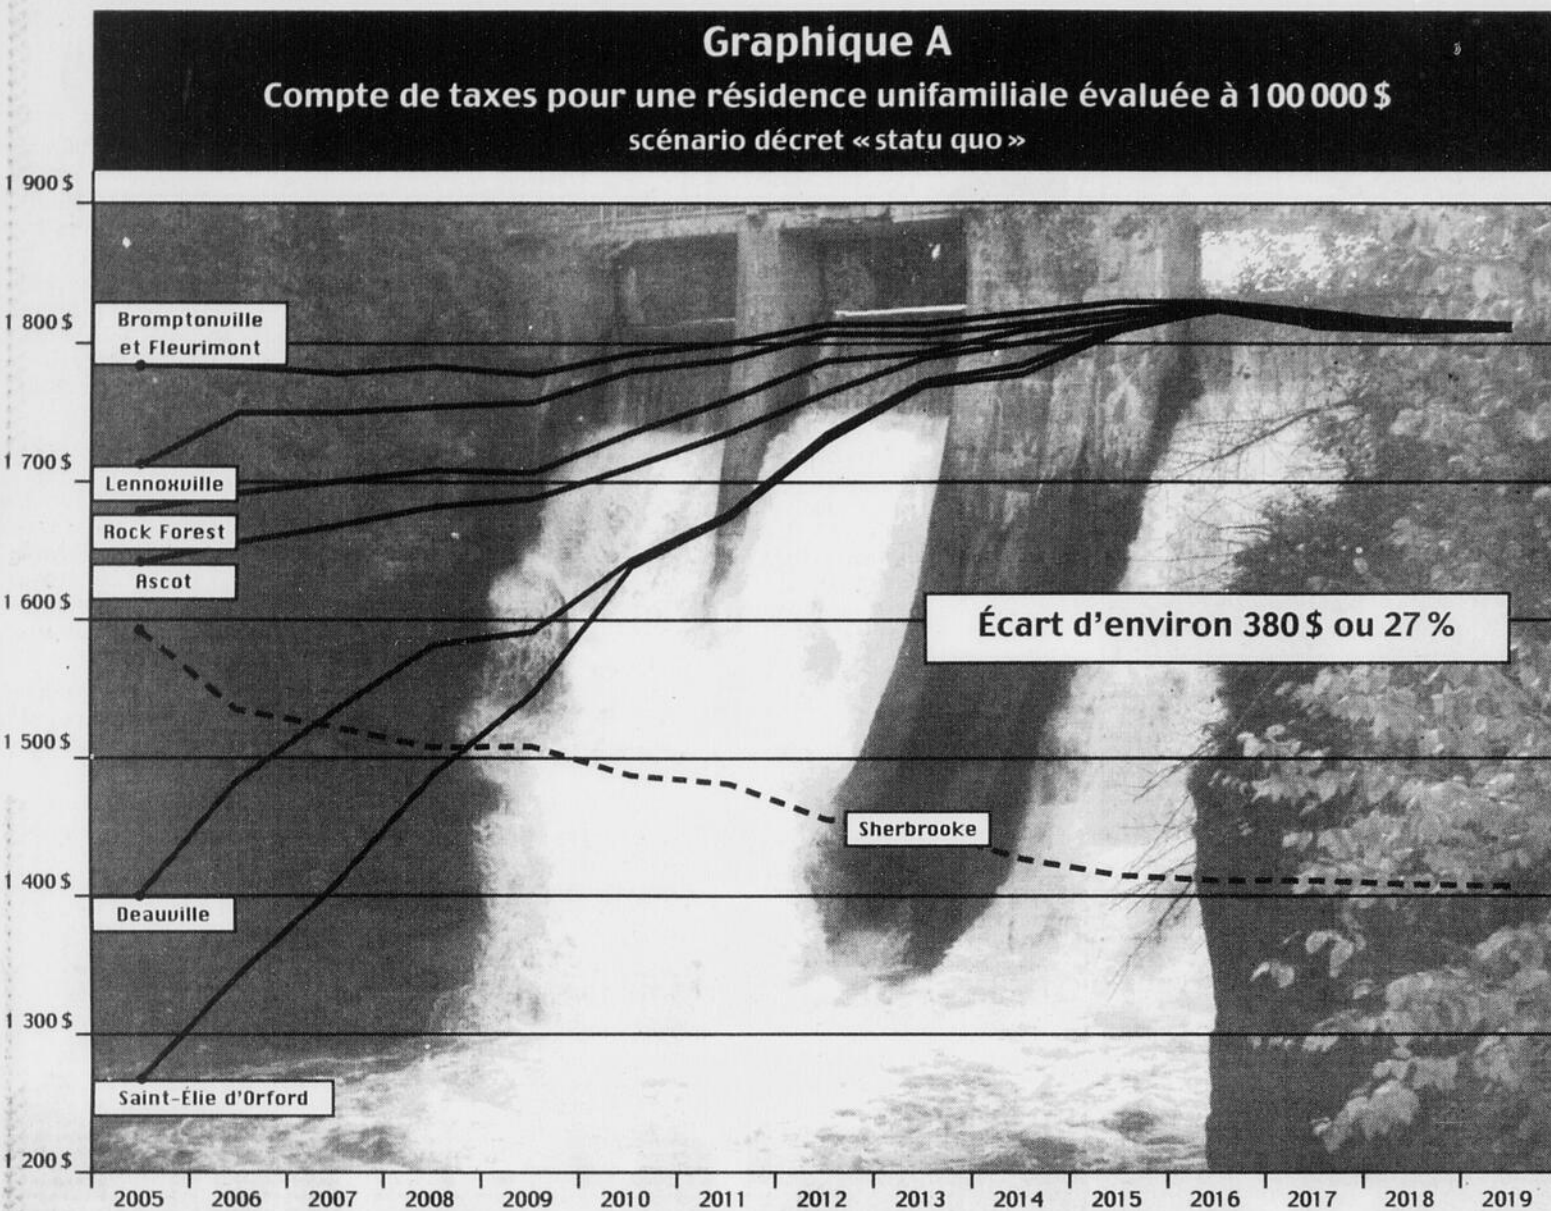 Graphique A
Compte de taxes pour une résidence unifamiliale évaluée à 100 000 $
scénario décret « statu quo »
1 900 $
1 800 $
Bromptonville
et Fleurimont
1 700 $
Lennoxville
Rock Forest
Ascot
1 600 $
Écart d'environ 380 $ ou 27 %
1 500 $
Sherbrooke
1 400 $
Deauville
1 300 $
Saint-Élie d'Orford
1 200 $
2005 2006 2007 2008 2009 2010 2011 2012 2013 2014 2015 2016 2017 2018 2019